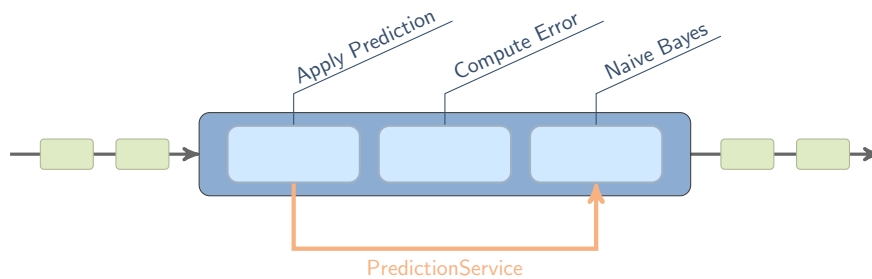 Apply Prediction
Compute Error
Naive Bayes
PredictionService